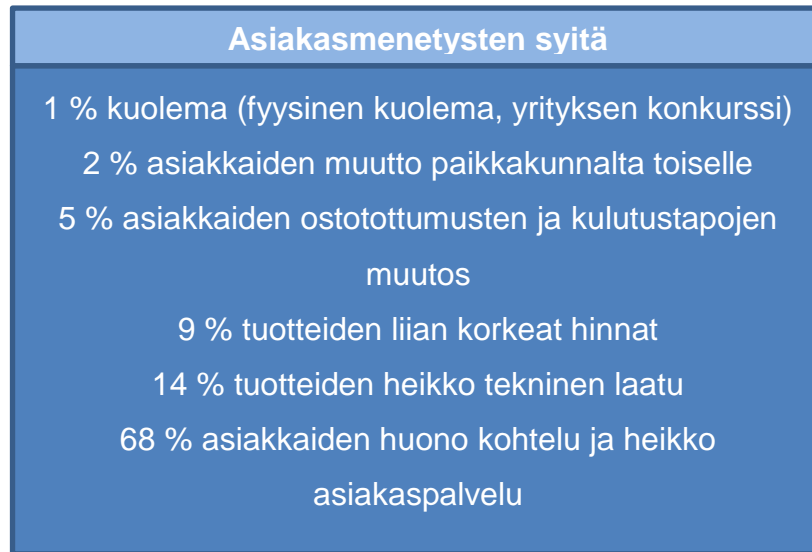 Asiakasmenetysten syitä
1 % kuolema (fyysinen kuolema, yrityksen konkurssi)
2 % asiakkaiden muutto paikkakunnalta toiselle
5 % asiakkaiden ostotottumusten ja kulutustapojen
muutos
9 % tuotteiden liian korkeat hinnat
14 % tuotteiden heikko tekninen laatu
68 % asiakkaiden huono kohtelu ja heikko
asiakaspalvelu